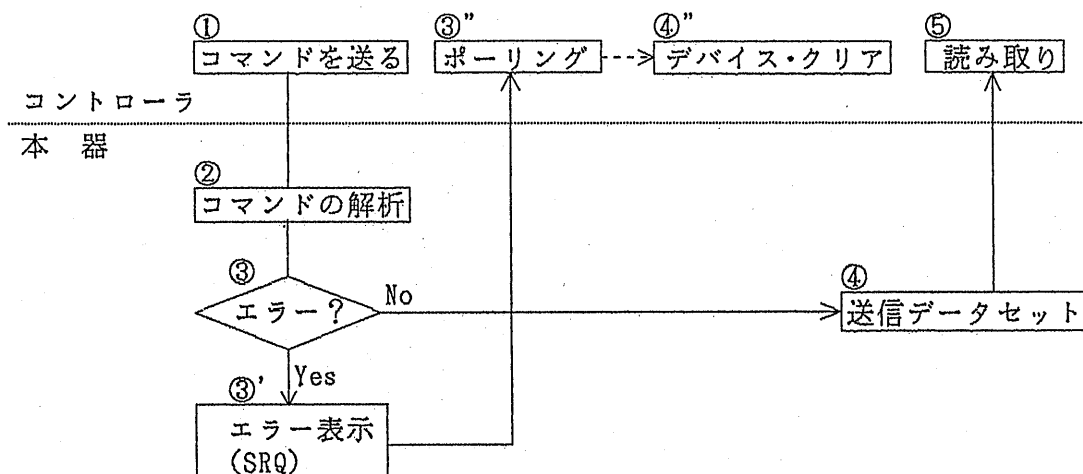 ①
コマンドを送る
③”
ポーリング
④”
デバイス・クリア
⑤
読み取り
コントローラ
本 器
②
コマンドの解析
③
エラー？
No
④
送信データセット
Yes
③’
エラー表示
(SRQ)